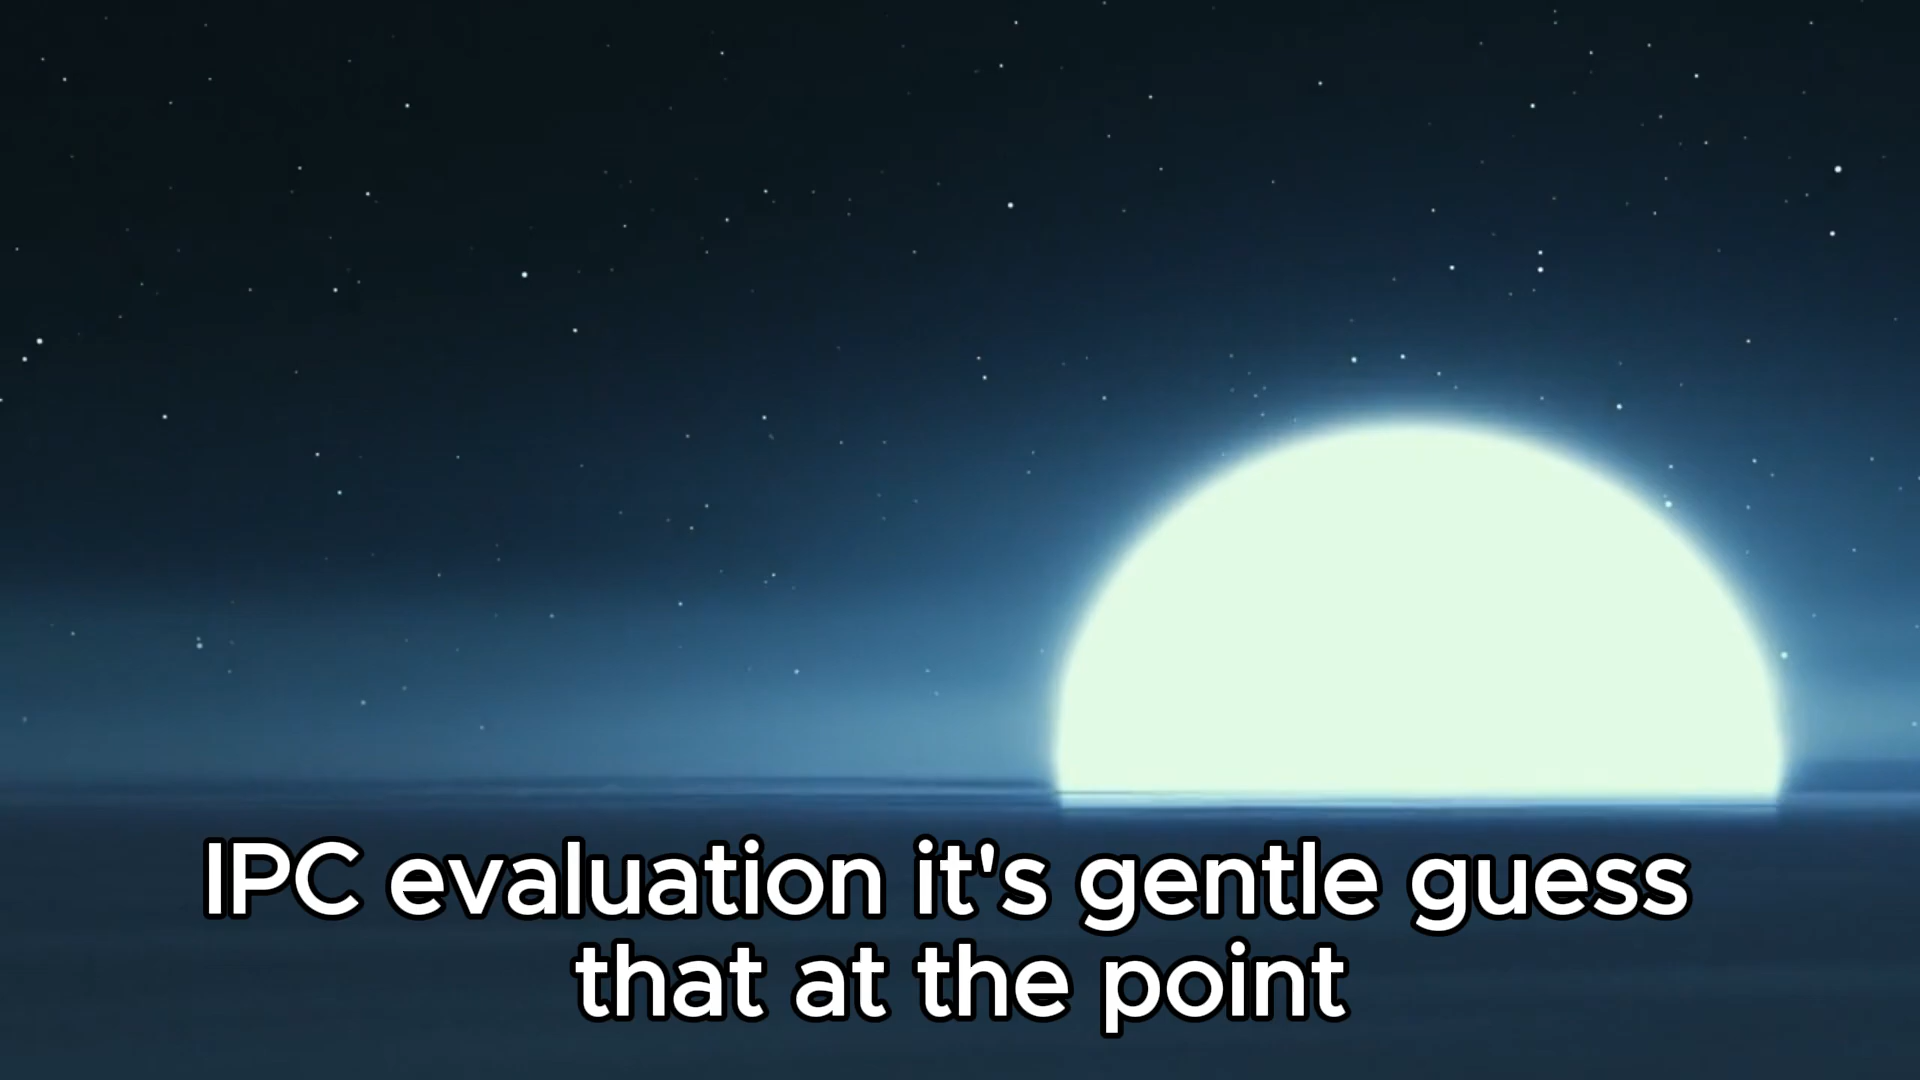 IPC evaluation it's gentle guess
that at the point